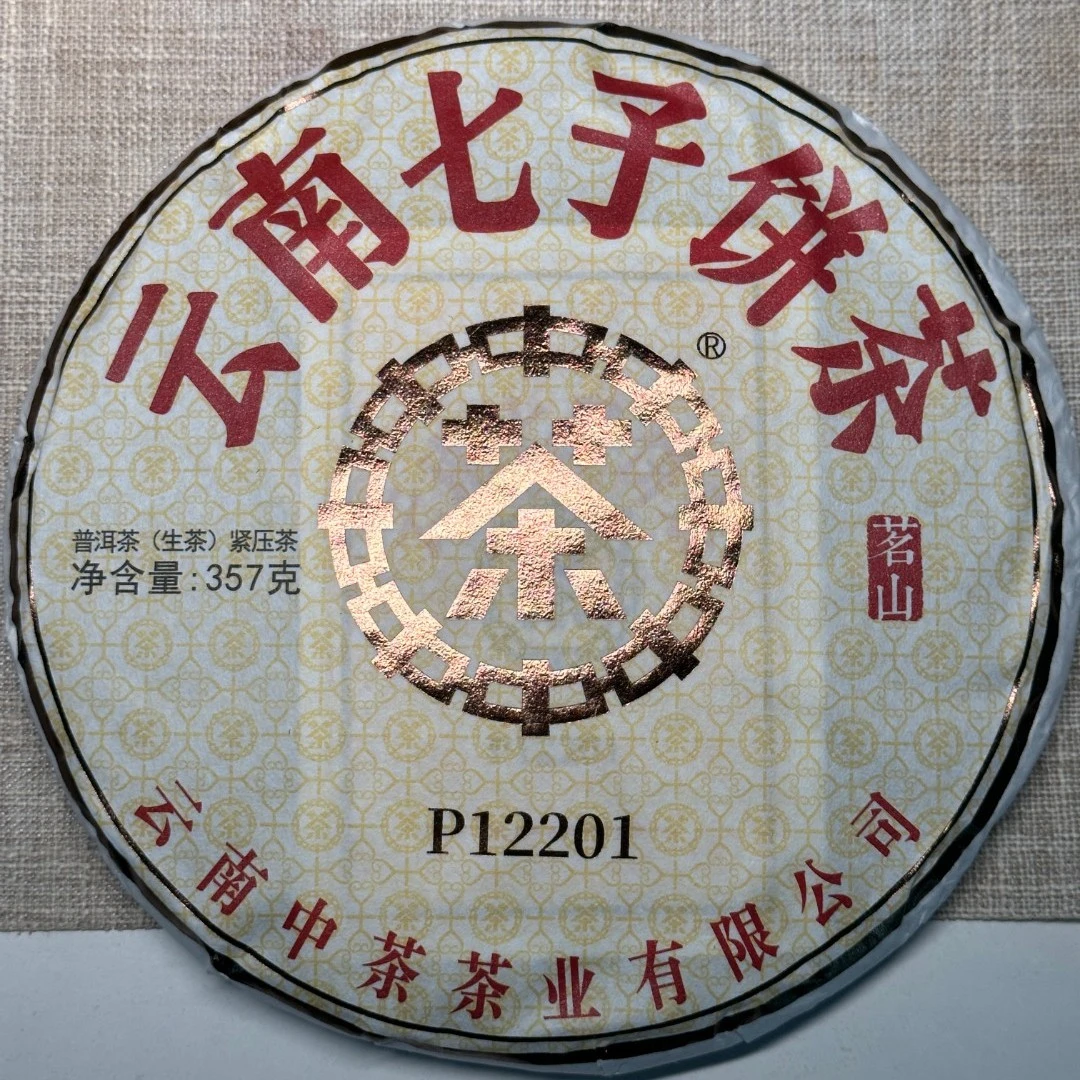 云南七子饼茶
®
茶
普洱茶（生茶）紧压茶
净含量:357克
茗山
P12201
云南中茶茶业有限公司